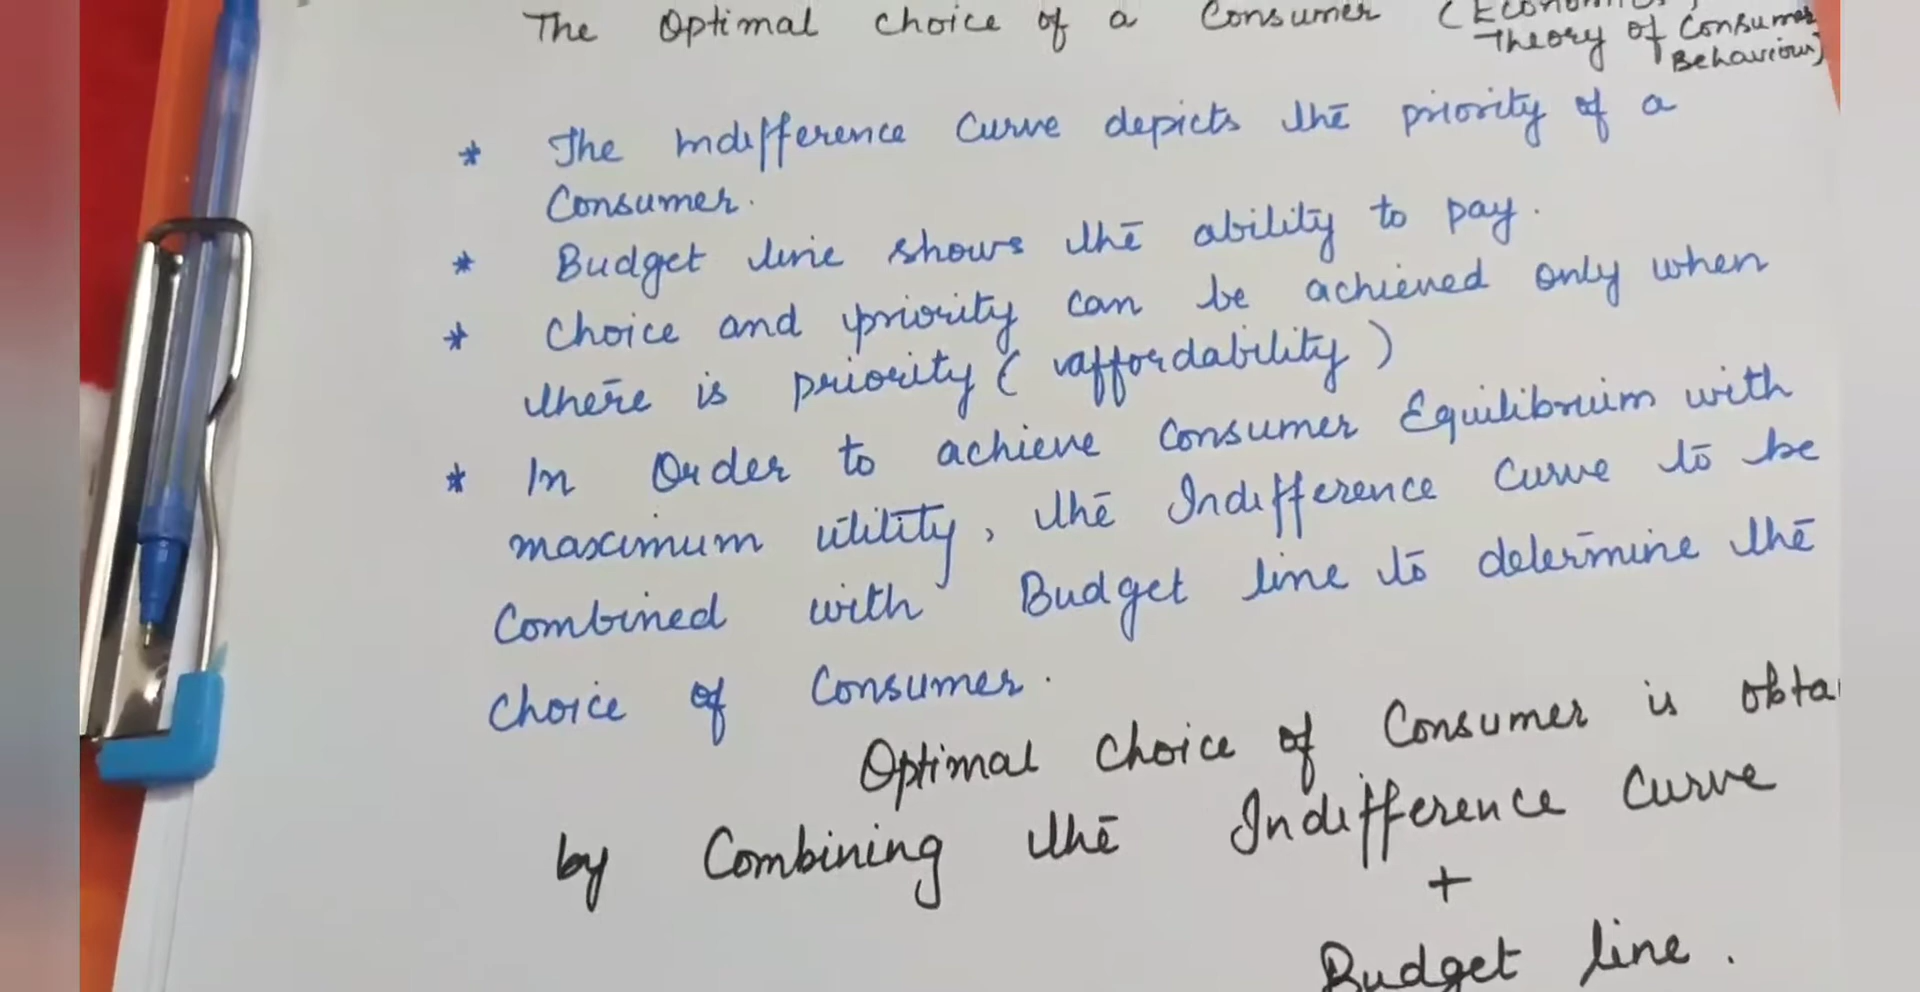 The Optimal choice of a Consumer (Economics,
Theory of Consumer
Behaviour)
* The Indifference Curve depicts the priority of a
Consumer.
* Budget line shows the ability to pay.
* Choice and priority can be achieved only when
there is priority ( affordability )
* In Order to achieve Consumer Equilibrium with
maximum utility, the Indifference Curve to be
Combined with Budget line to determine the
choice of Consumer.
Optimal Choice of Consumer is
by Combining the Indifference Curve
+
Budget line.